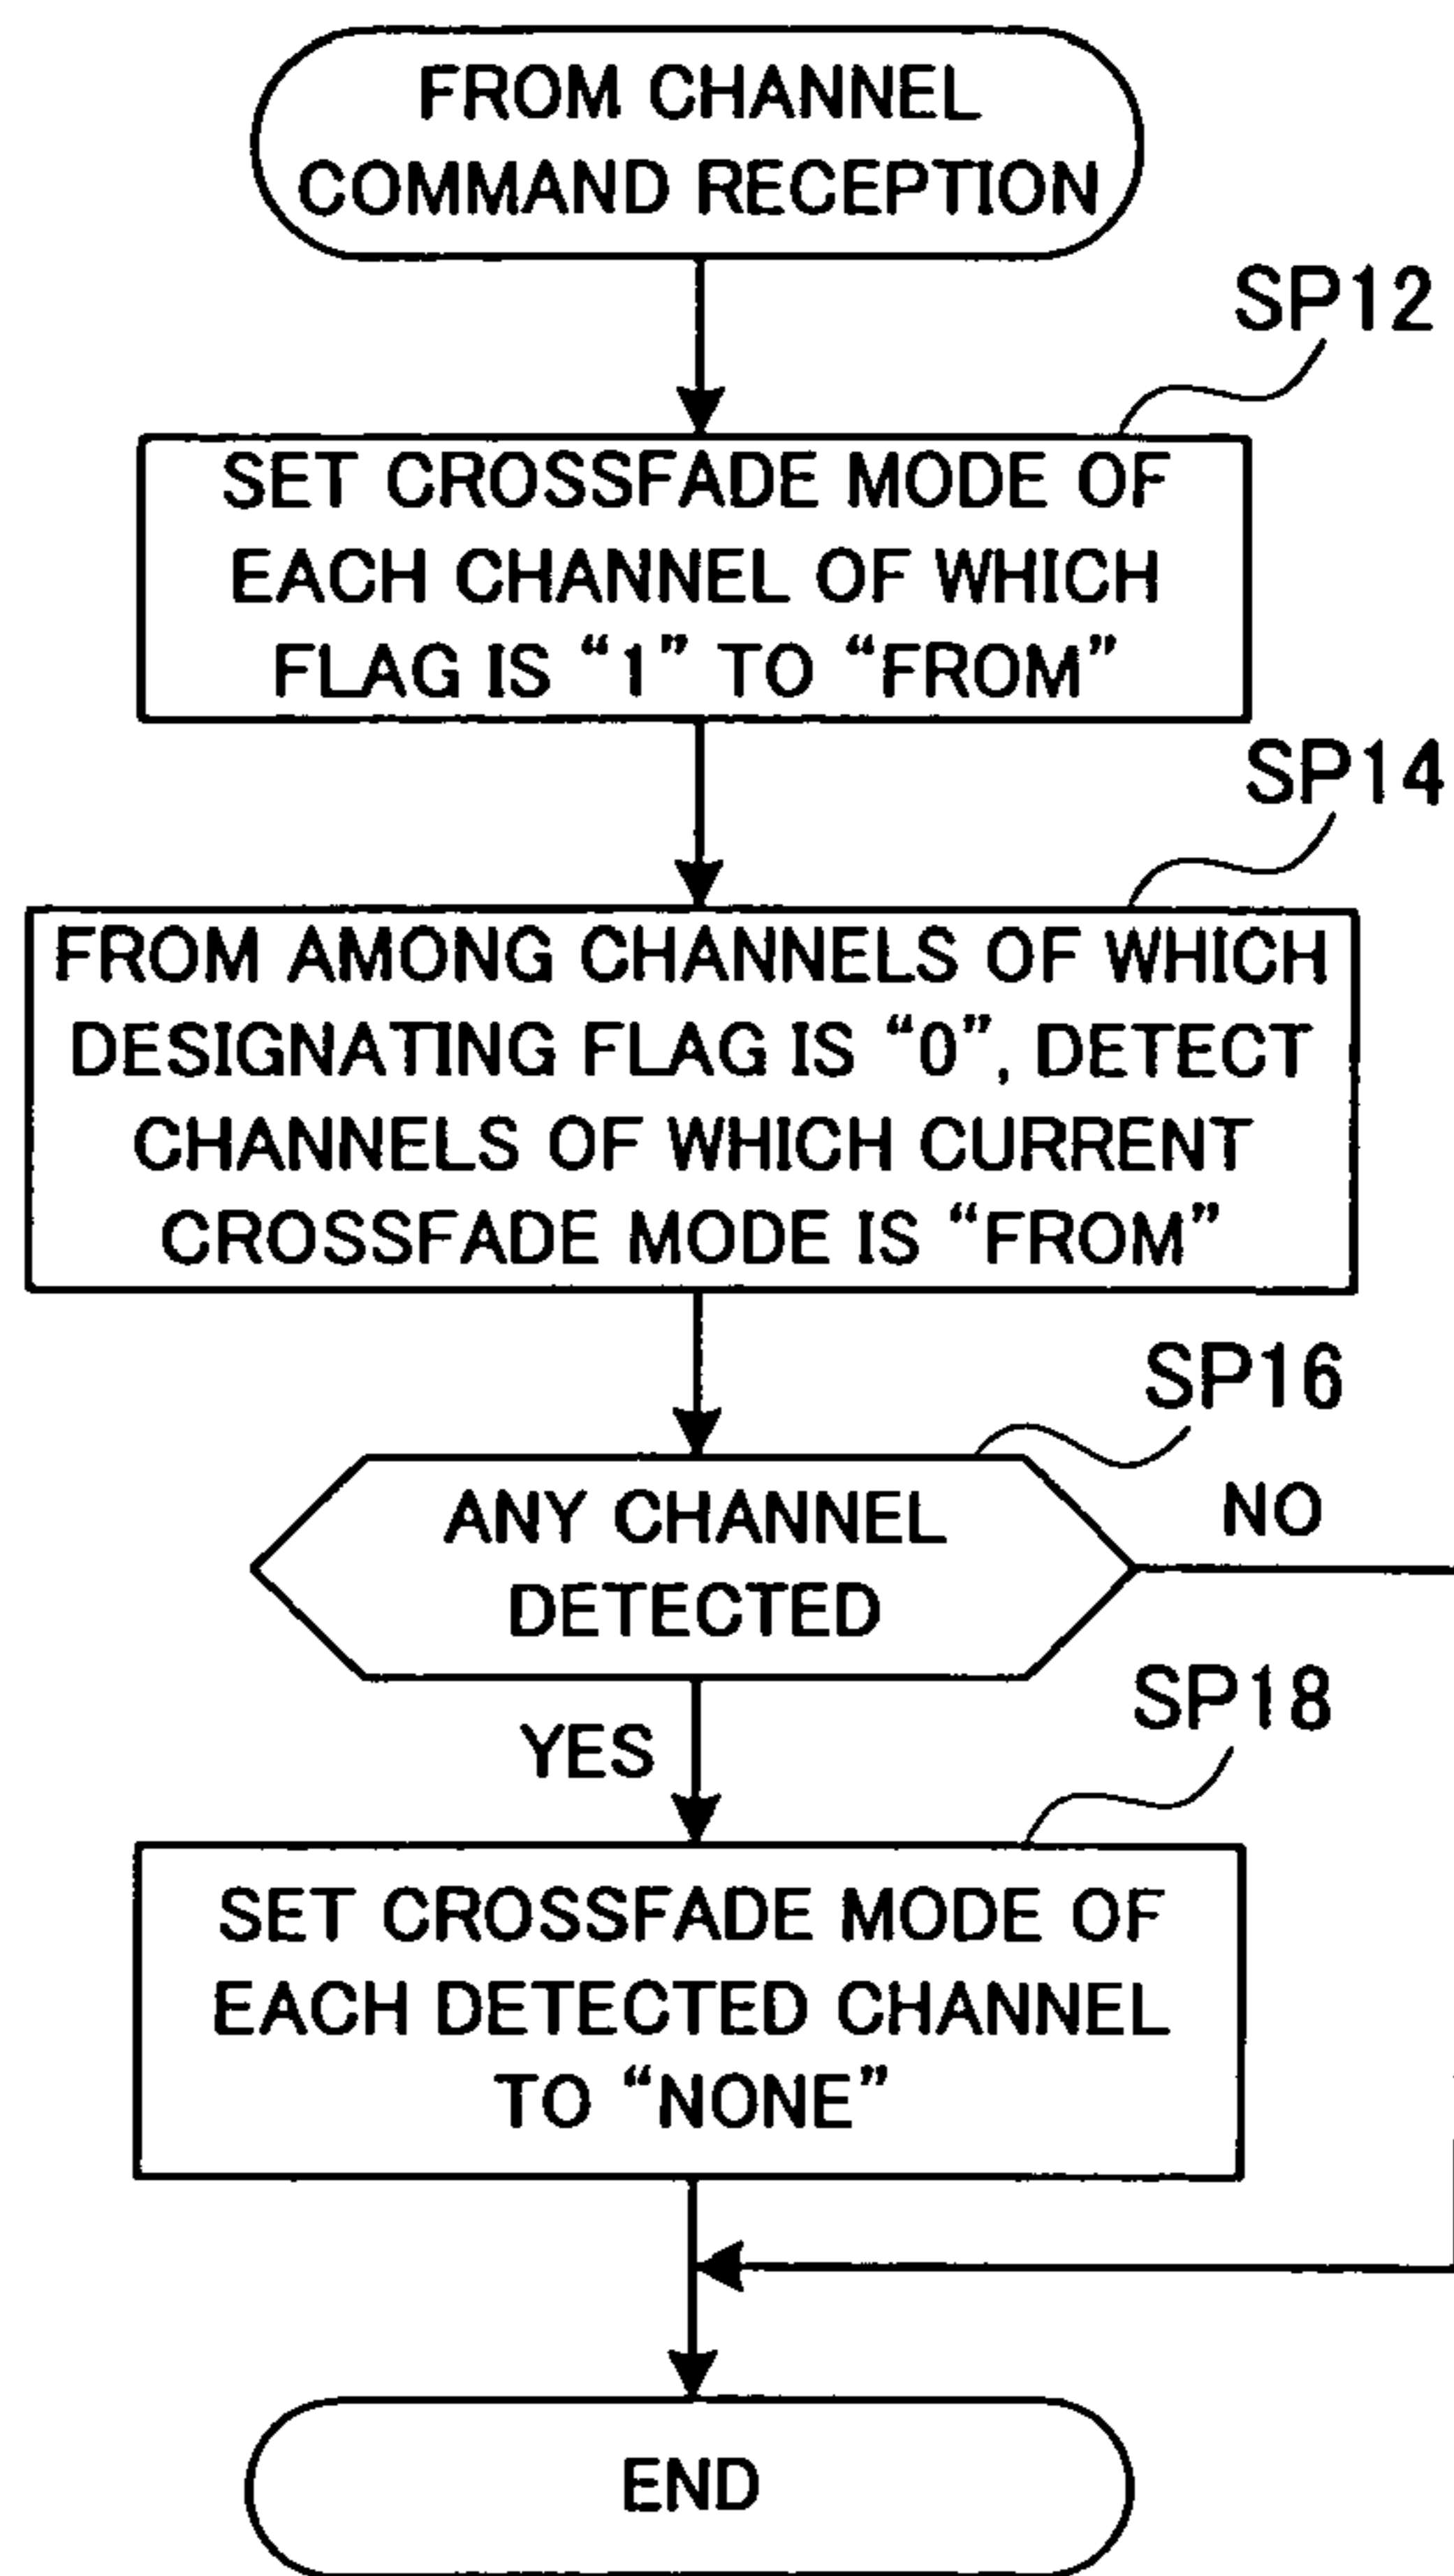 FROM CHANNEL
COMMAND RECEPTION
SP12
SET CROSSFADE MODE OF
EACH CHANNEL OF WHICH
FLAG IS “1” TO “FROM”
SP14
FROM AMONG CHANNELS OF WHICH
DESIGNATING FLAG IS “0”, DETECT
CHANNELS OF WHICH CURRENT
CROSSFADE MODE IS “FROM”
SP16
ANY CHANNEL
DETECTED
NO
YES
SP18
SET CROSSFADE MODE OF
EACH DETECTED CHANNEL
TO “NONE”
END